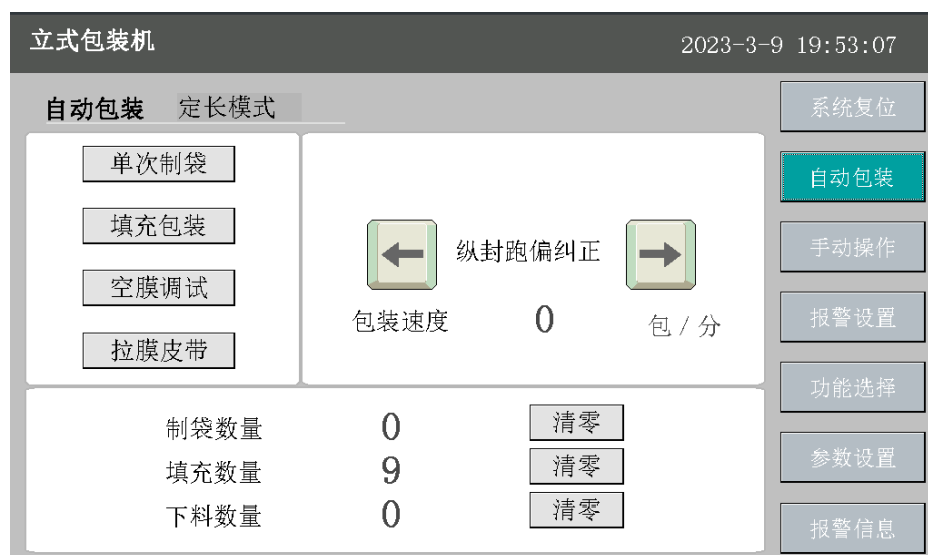 立式包装机 2023-3-9 19:53:07
自动包装 定长模式
单次制袋
填充包装
空膜调试
拉膜皮带
纵封跑偏纠正
包装速度 0 包/分
制袋数量 0 清零
填充数量 9 清零
下料数量 0 清零
系统复位
自动包装
手动操作
报警设置
功能选择
参数设置
报警信息